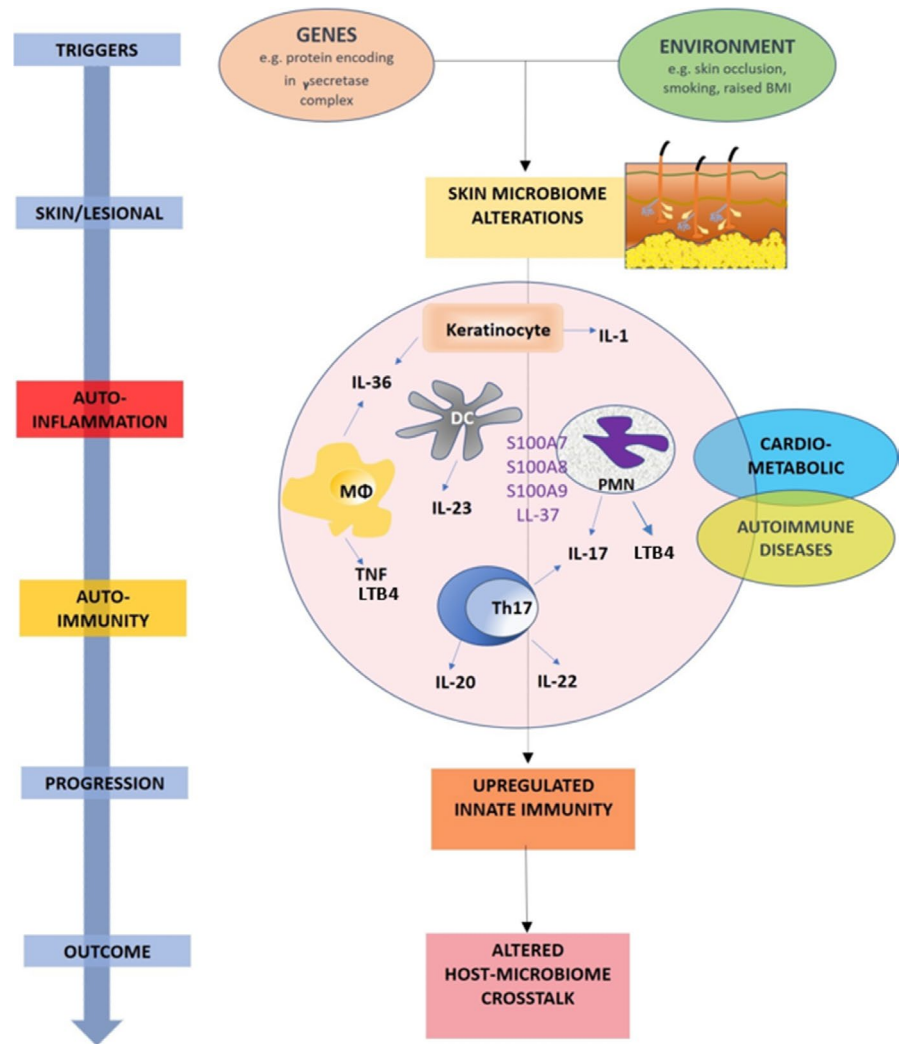 TRIGGERS
GENES
e.g. protein encoding
in γsecretase
complex
ENVIRONMENT
e.g. skin occlusion,
smoking, raised BMI
SKIN/LESIONAL
SKIN MICROBIOME
ALTERATIONS
Keratinocyte
IL-1
IL-36
AUTO-
INFLAMMATION
DC
S100A7
S100A8
S100A9
LL-37
PMN
CARDIO-
METABOLIC
MΦ
IL-23
AUTOIMMUNE
DISEASES
IL-17
LTB4
TNF
LTB4
AUTO-
IMMUNITY
Th17
IL-20
IL-22
PROGRESSION
UPREGULATED
INNATE IMMUNITY
OUTCOME
ALTERED
HOST-MICROBIOME
CROSSTALK